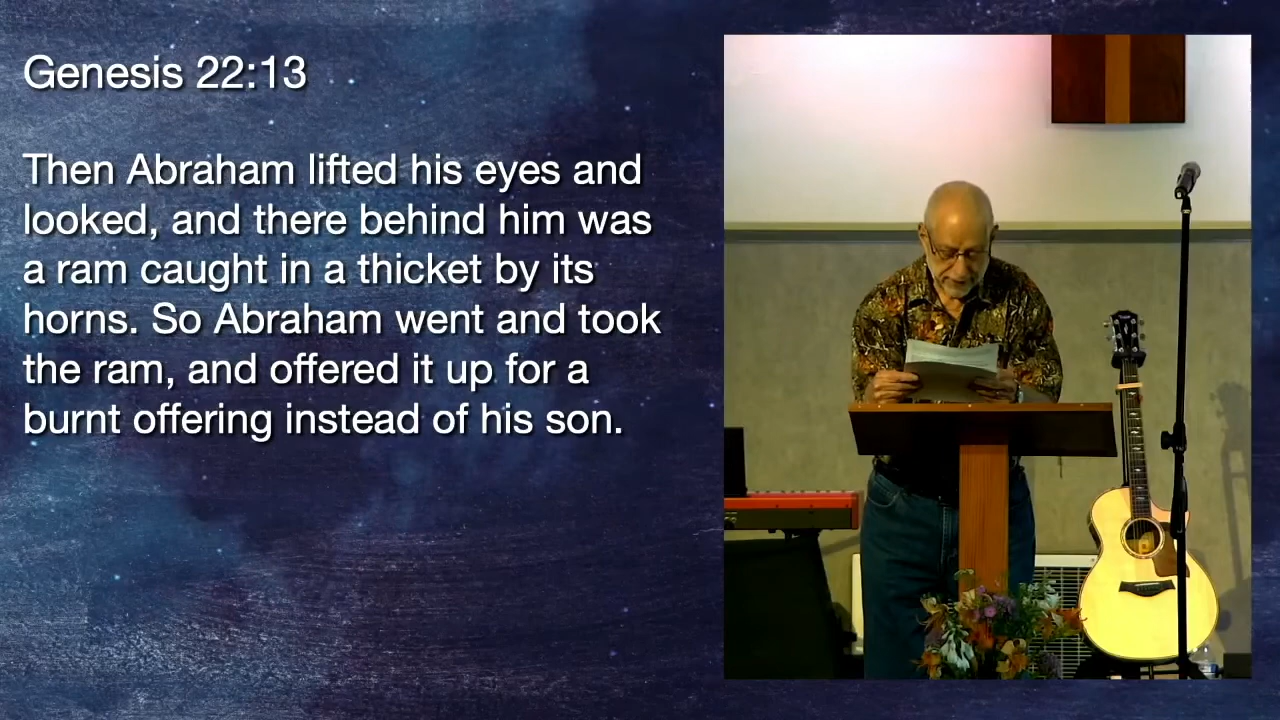 Genesis 22:13
Then Abraham lifted his eyes and
looked, and there behind him was
a ram caught in a thicket by its
horns. So Abraham went and took
the ram, and offered it up for a
burnt offering instead of his son.